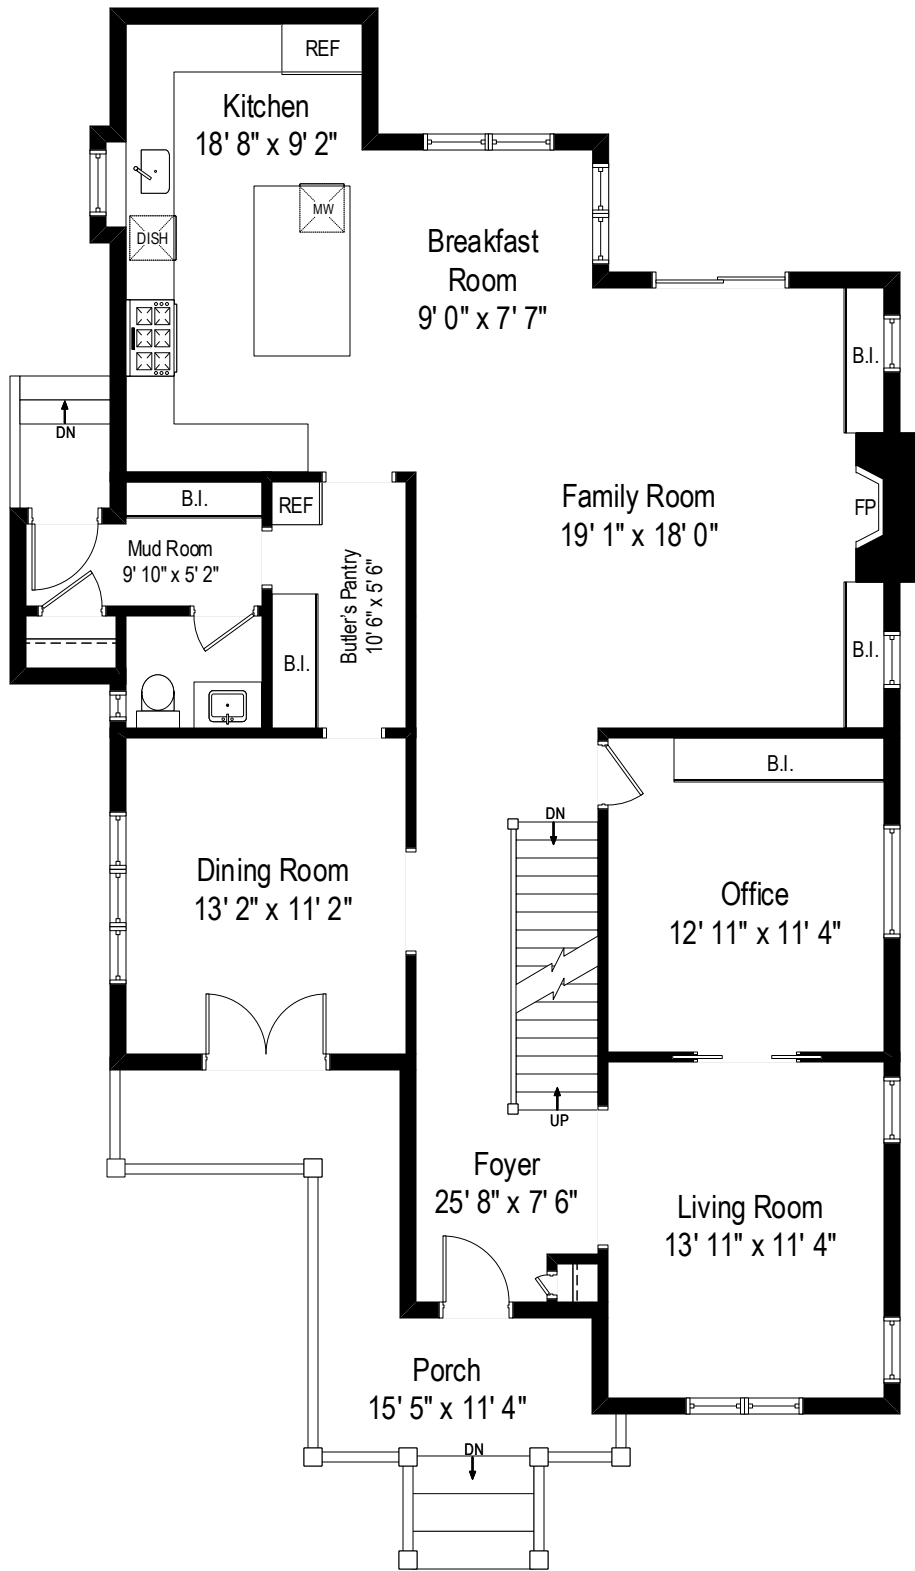 REF
Kitchen
18' 8" x 9' 2"
MW
DISH
Breakfast
Room
9' 0" x 7' 7"
B.I.
DN
Family Room
19' 1" x 18' 0"
FP
B.I.
REF
Mud Room
9' 10" x 5' 2"
Butler's Pantry
10' 6" x 5' 6"
B.I.
B.I.
B.I.
DN
Dining Room
13' 2" x 11' 2"
Office
12' 11" x 11' 4"
UP
Foyer
25' 8" x 7' 6"
Living Room
13' 11" x 11' 4"
Porch
15' 5" x 11' 4"
DN